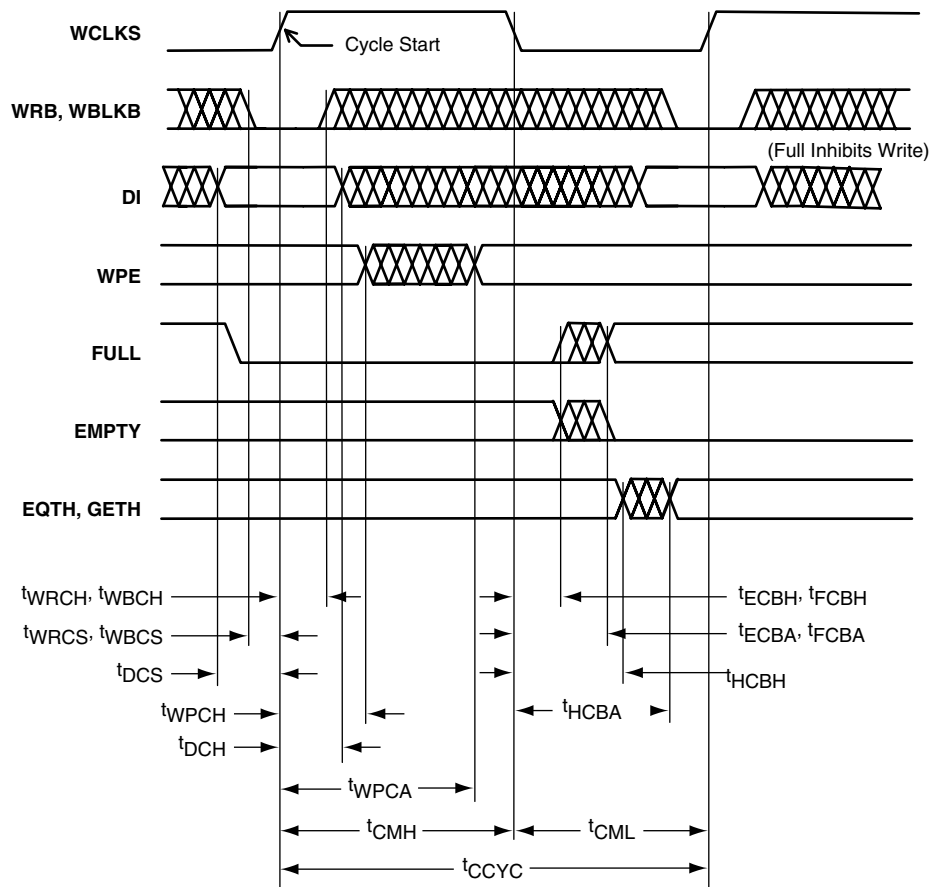 WCLKS
Cycle Start
WRB, WBLKB
(Full Inhibits Write)
DI
WPE
FULL
EMPTY
EQTH, GETH
tWRCH, tWBCH
tECBH, tFCBH
tWRCS, tWBCS
tECBA, tFCBA
tDCS
tHCBH
tWPCH
tHCBA
tDCH
tWPCA
tCMH
tCML
tCCYC